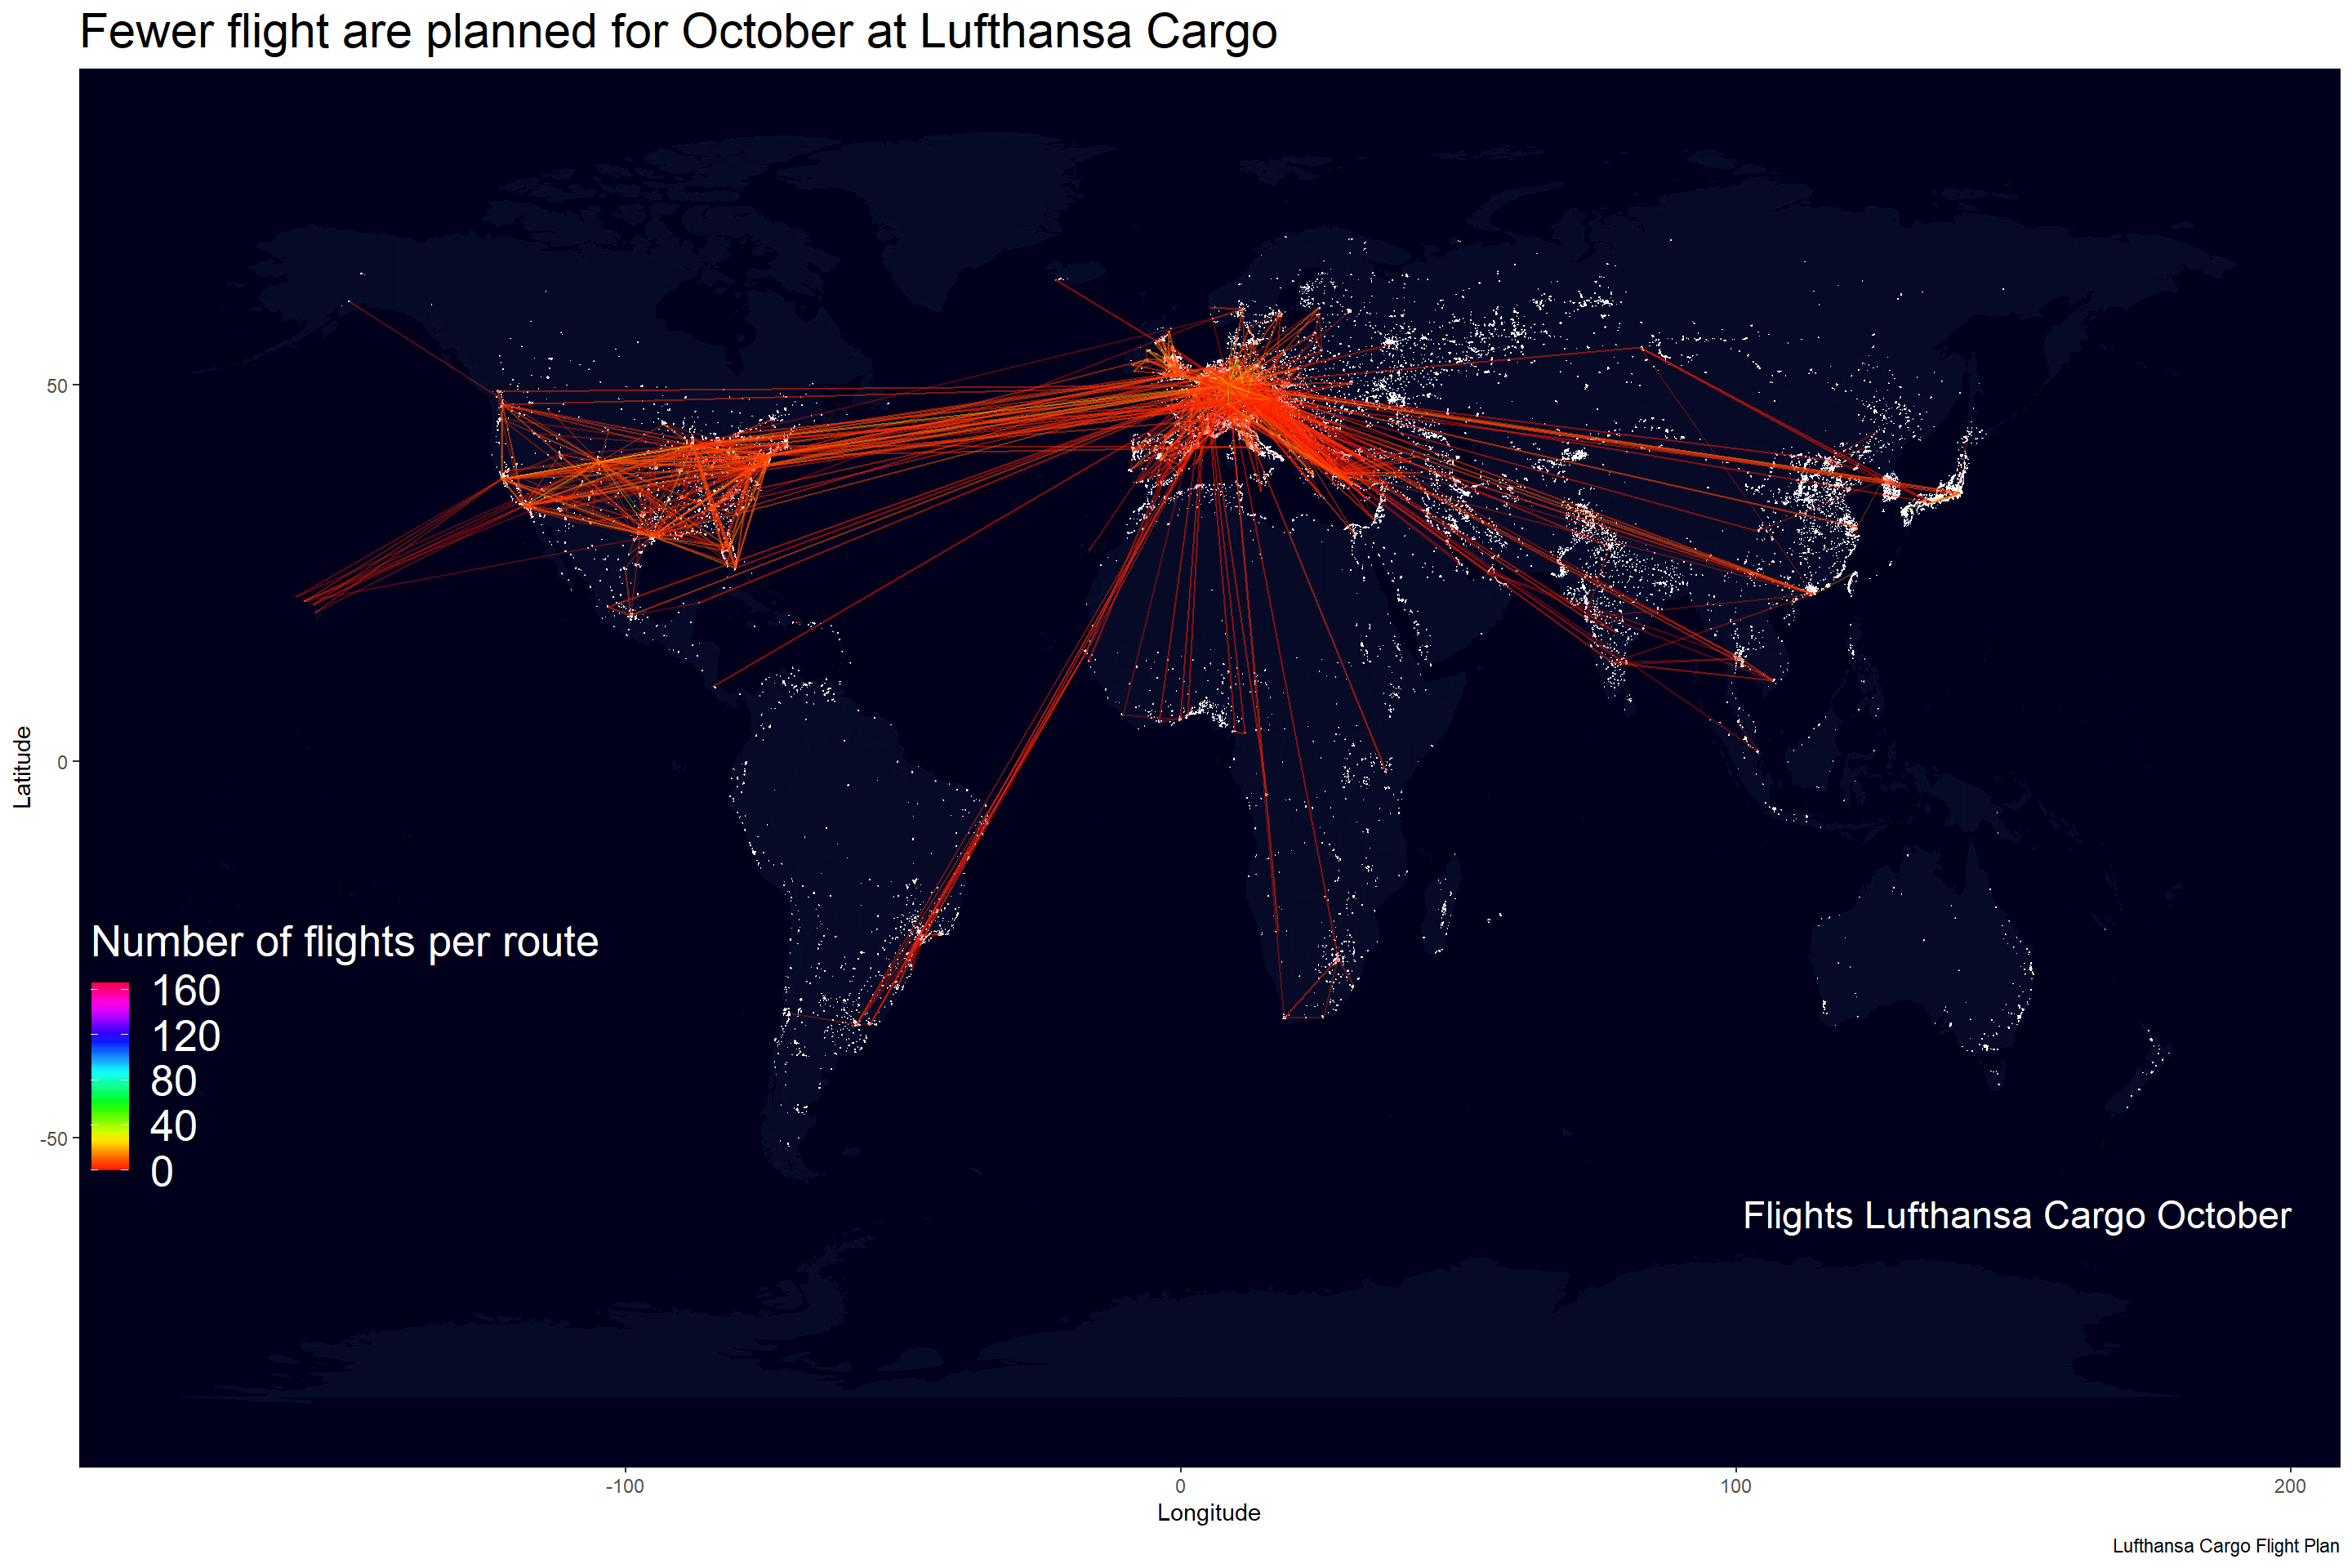 Fewer flight are planned for October at Lufthansa Cargo
Latitude
50
0
-50
Number of flights per route
160
120
80
40
0
Flights Lufthansa Cargo October
-100
0
100
200
Longitude
Lufthansa Cargo Flight Plan